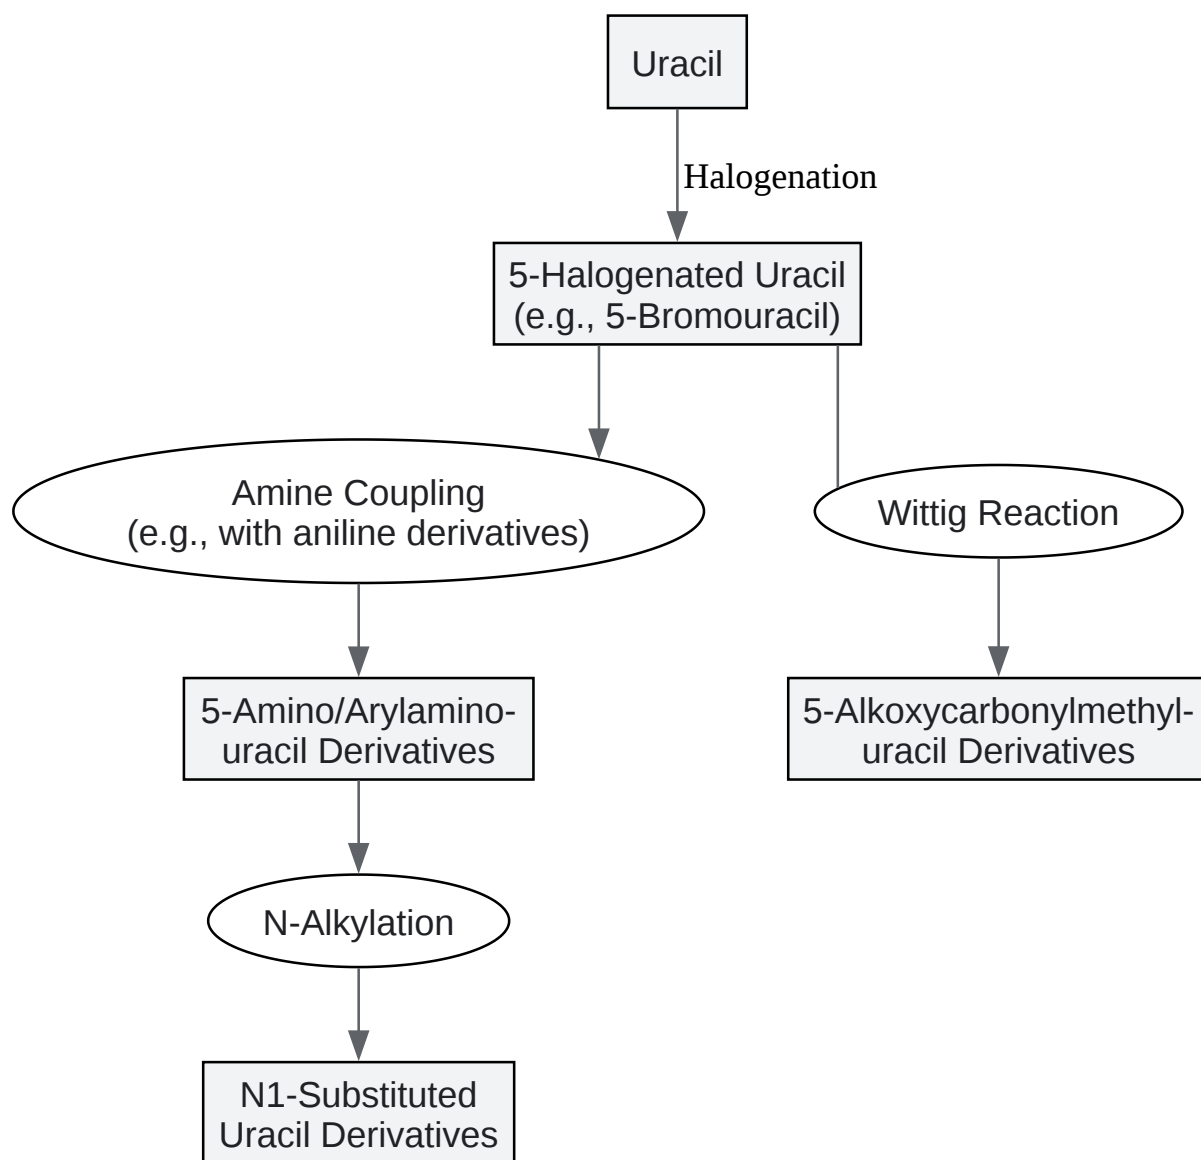 Uracil
Halogenation
5-Halogenated Uracil
(e.g., 5-Bromouracil)
Amine Coupling
(e.g., with aniline derivatives)
Wittig Reaction
5-Amino/Arylamino-
uracil Derivatives
5-Alkoxycarbonylmethyl-
uracil Derivatives
N-Alkylation
N1-Substituted
Uracil Derivatives